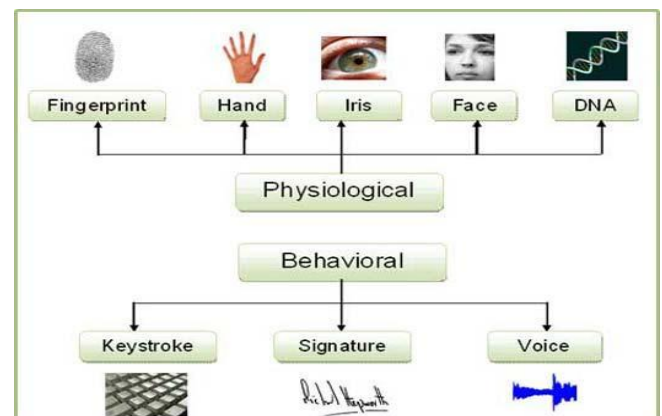 Fingerprint Hand Iris Face DNA
Physiological
Behavioral
Keystroke Signature Voice